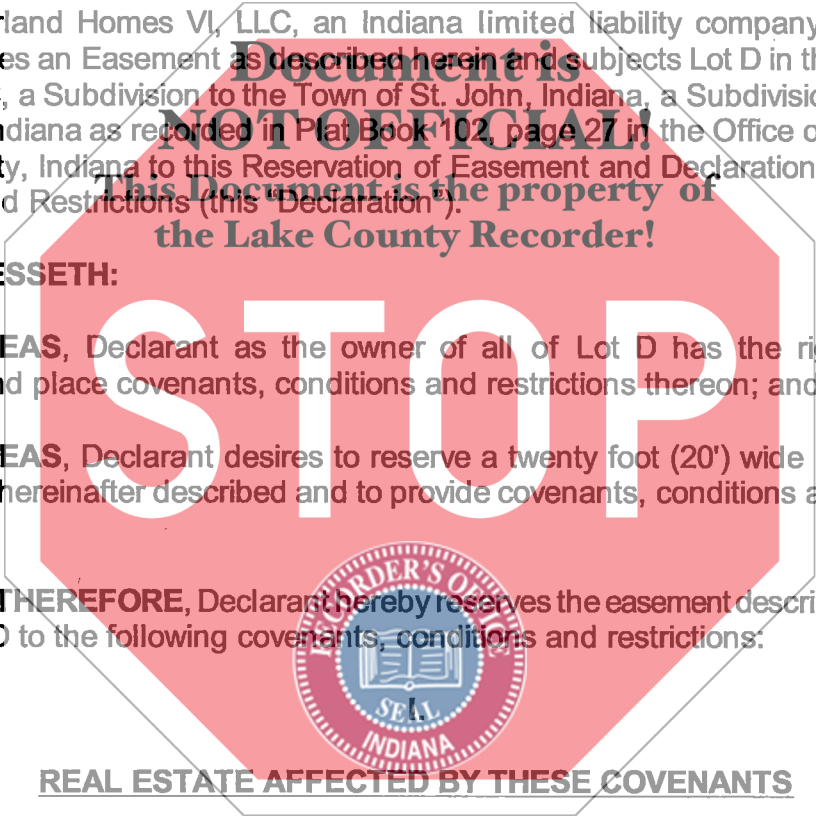 rland Homes VI, LLC, an Indiana limited liability company
es an Easement as described herein and subjects Lot D in th
, a Subdivision to the Town of St. John, Indiana, a Subdivisio
ndiana as recorded in Plat Book 102, page 27 in the Office o
ty, Indiana to this Reservation of Easement and Declaration
d Restrictions (this "Declaration").
Document is
NOT OFFICIAL!
This Document is the property of
the Lake County Recorder!
ESSETH:
STOP
EAS, Declarant as the owner of all of Lot D has the ri
nd place covenants, conditions and restrictions thereon; and
EAS, Declarant desires to reserve a twenty foot (20') wide
hereinafter described and to provide covenants, conditions a
THEREFORE, Declarant hereby reserves the easement descri
D to the following covenants, conditions and restrictions:
RECORDER'S OFFICE
SEAL
INDIANA
I.
REAL ESTATE AFFECTED BY THESE COVENANTS